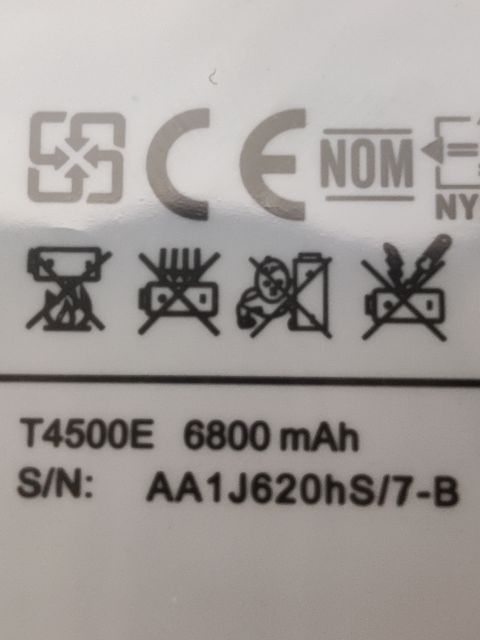 CE NOM NY
T4500E 6800 mAh
S/N: AA1J620hS/7-B